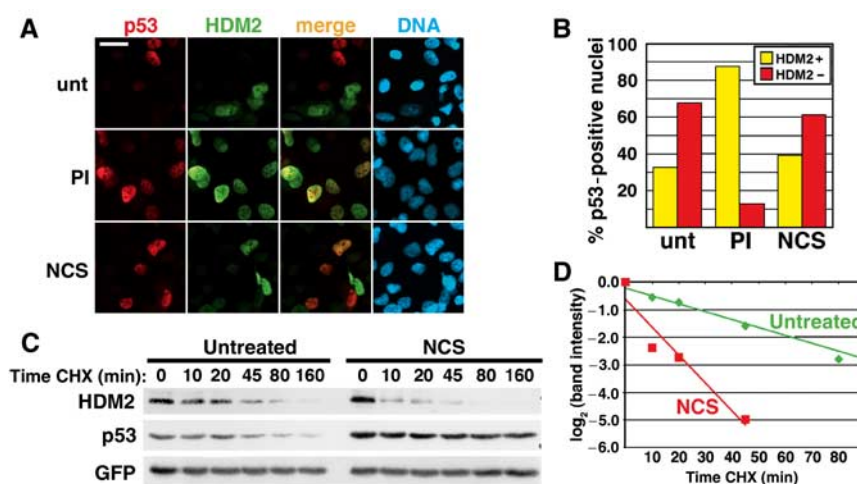 A
p53 HDM2 merge DNA
unt
PI
NCS
B
% p53-positive nuclei
100
80
60
40
20
HDM2 +
HDM2 −
unt PI NCS
C
Untreated NCS
Time CHX (min): 0 10 20 45 80 160 0 10 20 45 80 160
HDM2
p53
GFP
D
log2 (band intensity)
0.0
−1.0
−2.0
−3.0
−4.0
−5.0
−6.0
Untreated
NCS
10 20 30 40 50 60 70 80
Time CHX (min)